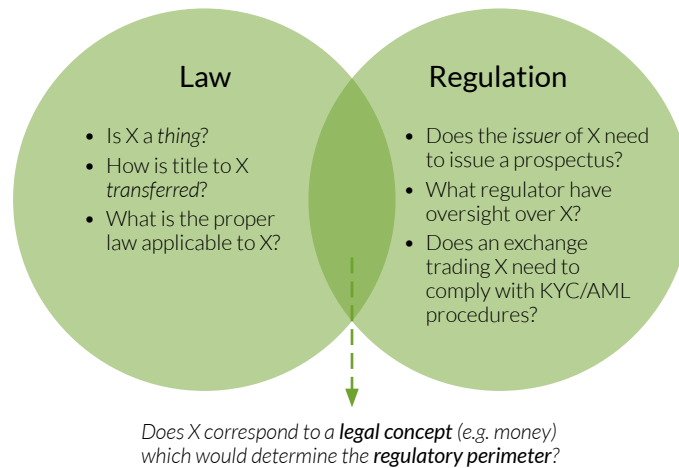 Law
• Is X a thing?
• How is title to X
transferred?
• What is the proper
law applicable to X?
Regulation
• Does the issuer of X need
to issue a prospectus?
• What regulator have
oversight over X?
• Does an exchange
trading X need to
comply with KYC/AML
procedures?
Does X correspond to a legal concept (e.g. money)
which would determine the regulatory perimeter?